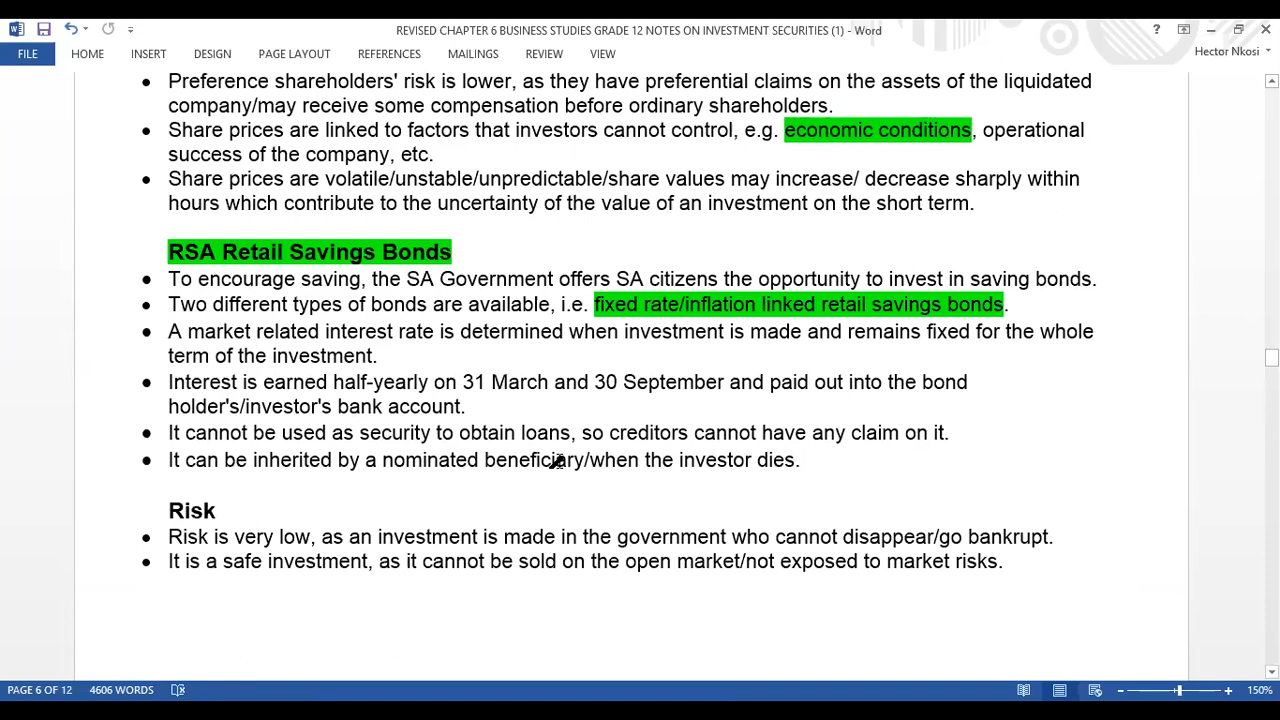 REVISED CHAPTER 6 BUSINESS STUDIES GRADE 12 NOTES ON INVESTMENT SECURITIES (1) - Word
FILE HOME INSERT DESIGN PAGE LAYOUT REFERENCES MAILINGS REVIEW VIEW Hector Nkosi
• Preference shareholders' risk is lower, as they have preferential claims on the assets of the liquidated
company/may receive some compensation before ordinary shareholders.
• Share prices are linked to factors that investors cannot control, e.g. economic conditions, operational
success of the company, etc.
• Share prices are volatile/unstable/unpredictable/share values may increase/ decrease sharply within
hours which contribute to the uncertainty of the value of an investment on the short term.
RSA Retail Savings Bonds
• To encourage saving, the SA Government offers SA citizens the opportunity to invest in saving bonds.
• Two different types of bonds are available, i.e. fixed rate/inflation linked retail savings bonds.
• A market related interest rate is determined when investment is made and remains fixed for the whole
term of the investment.
• Interest is earned half-yearly on 31 March and 30 September and paid out into the bond
holder's/investor's bank account.
• It cannot be used as security to obtain loans, so creditors cannot have any claim on it.
• It can be inherited by a nominated beneficiary/when the investor dies.
Risk
• Risk is very low, as an investment is made in the government who cannot disappear/go bankrupt.
• It is a safe investment, as it cannot be sold on the open market/not exposed to market risks.
PAGE 6 OF 12 4606 WORDS 150%